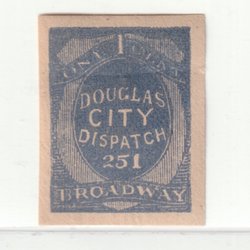 ONE 1 CENT
DOUGLAS
CITY
DISPATCH
251
BROADWAY